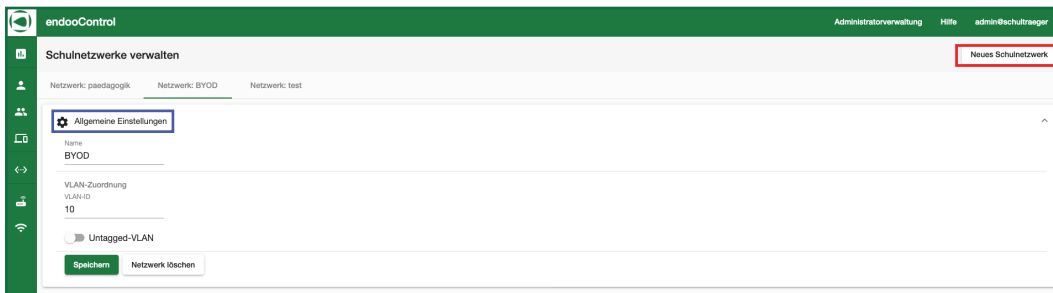 endooControl
Administratorverwaltung Hilfe admin@schultraeger
Schulnetzwerke verwalten
Neues Schulnetzwerk
Netzwerk: paedagogik Netzwerk: BYOD Netzwerk: test
Allgemeine Einstellungen
Name
BYOD
VLAN-Zuordnung
VLAN-ID
10
Untagged-VLAN
Speichern Netzwerk löschen